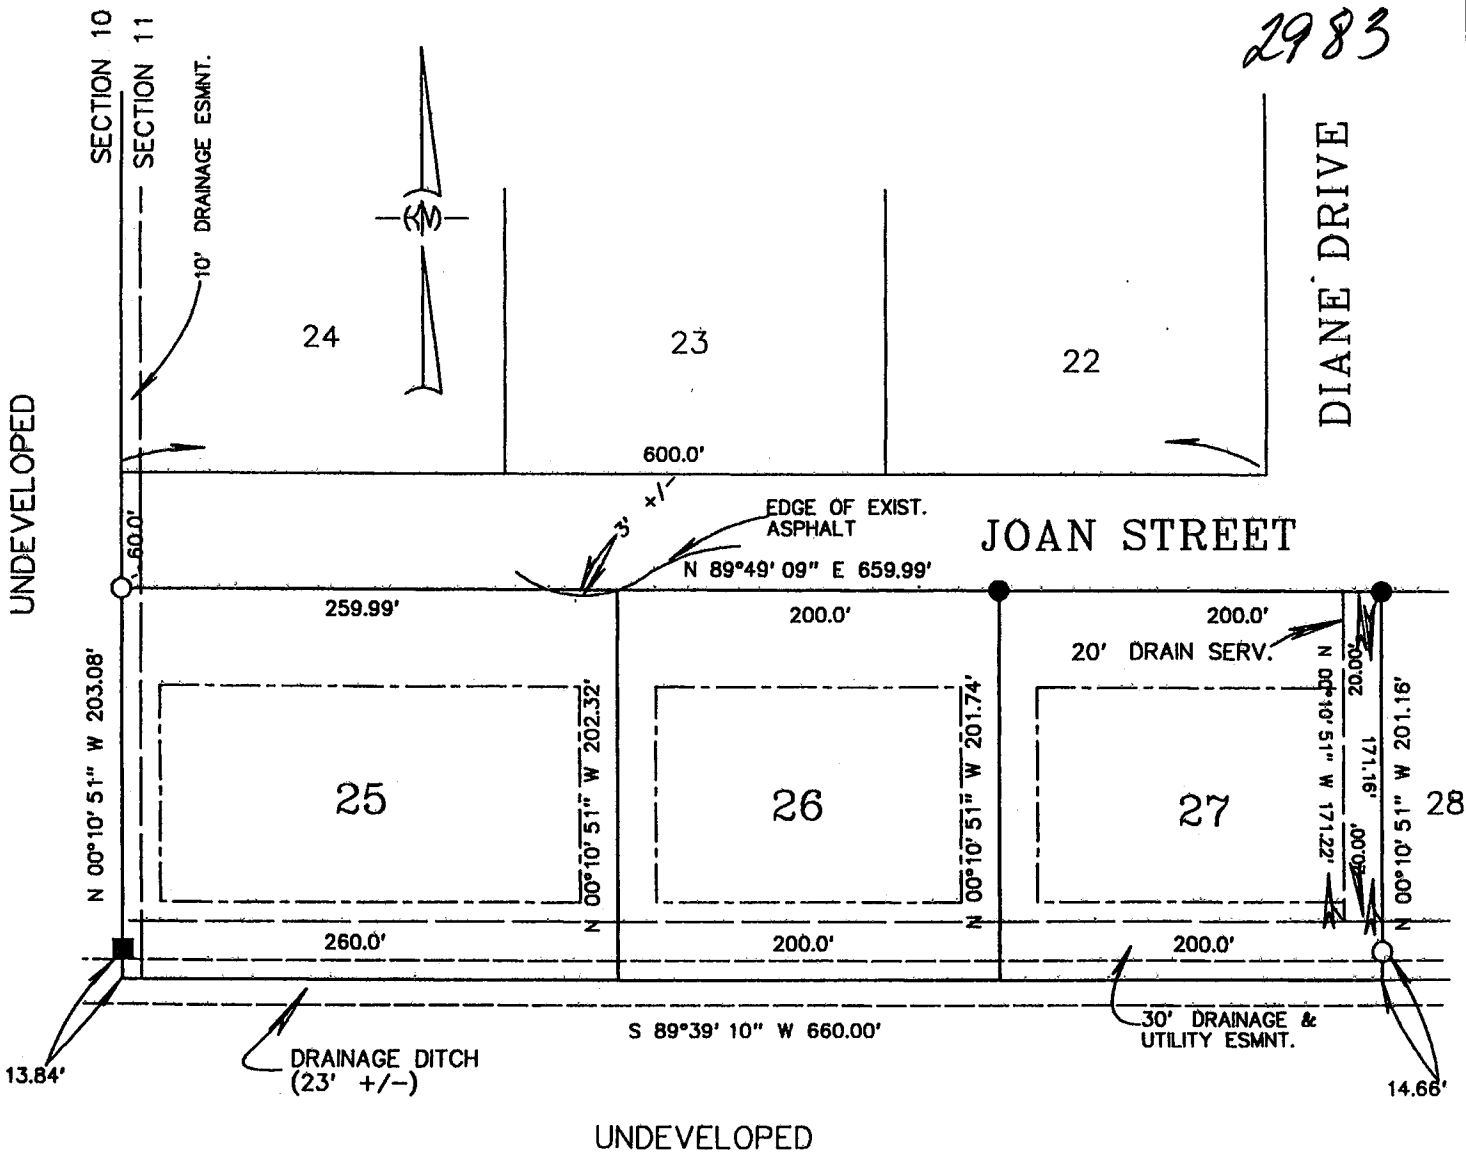 2983
SECTION 10
SECTION 11
10' DRAINAGE ESMNT.
DIANE DRIVE
24
23
22
UNDEVELOPED
600.0'
3' +/-
60.0'
EDGE OF EXIST.
ASPHALT
JOAN STREET
N 89°49'09" E 659.99'
259.99'
200.0'
200.0'
20' DRAIN SERV.
N 00°10'51" W 203.08'
N 00°10'51" W 202.32'
N 00°10'51" W 201.74'
N 00°10'51" W 171.22'
20.00'
171.16'
20.00'
N 00°10'51" W 201.16'
25
26
27
28
260.0'
200.0'
200.0'
S 89°39'10" W 660.00'
30' DRAINAGE &
UTILITY ESMNT.
DRAINAGE DITCH
(23' +/-)
13.84'
14.66'
UNDEVELOPED